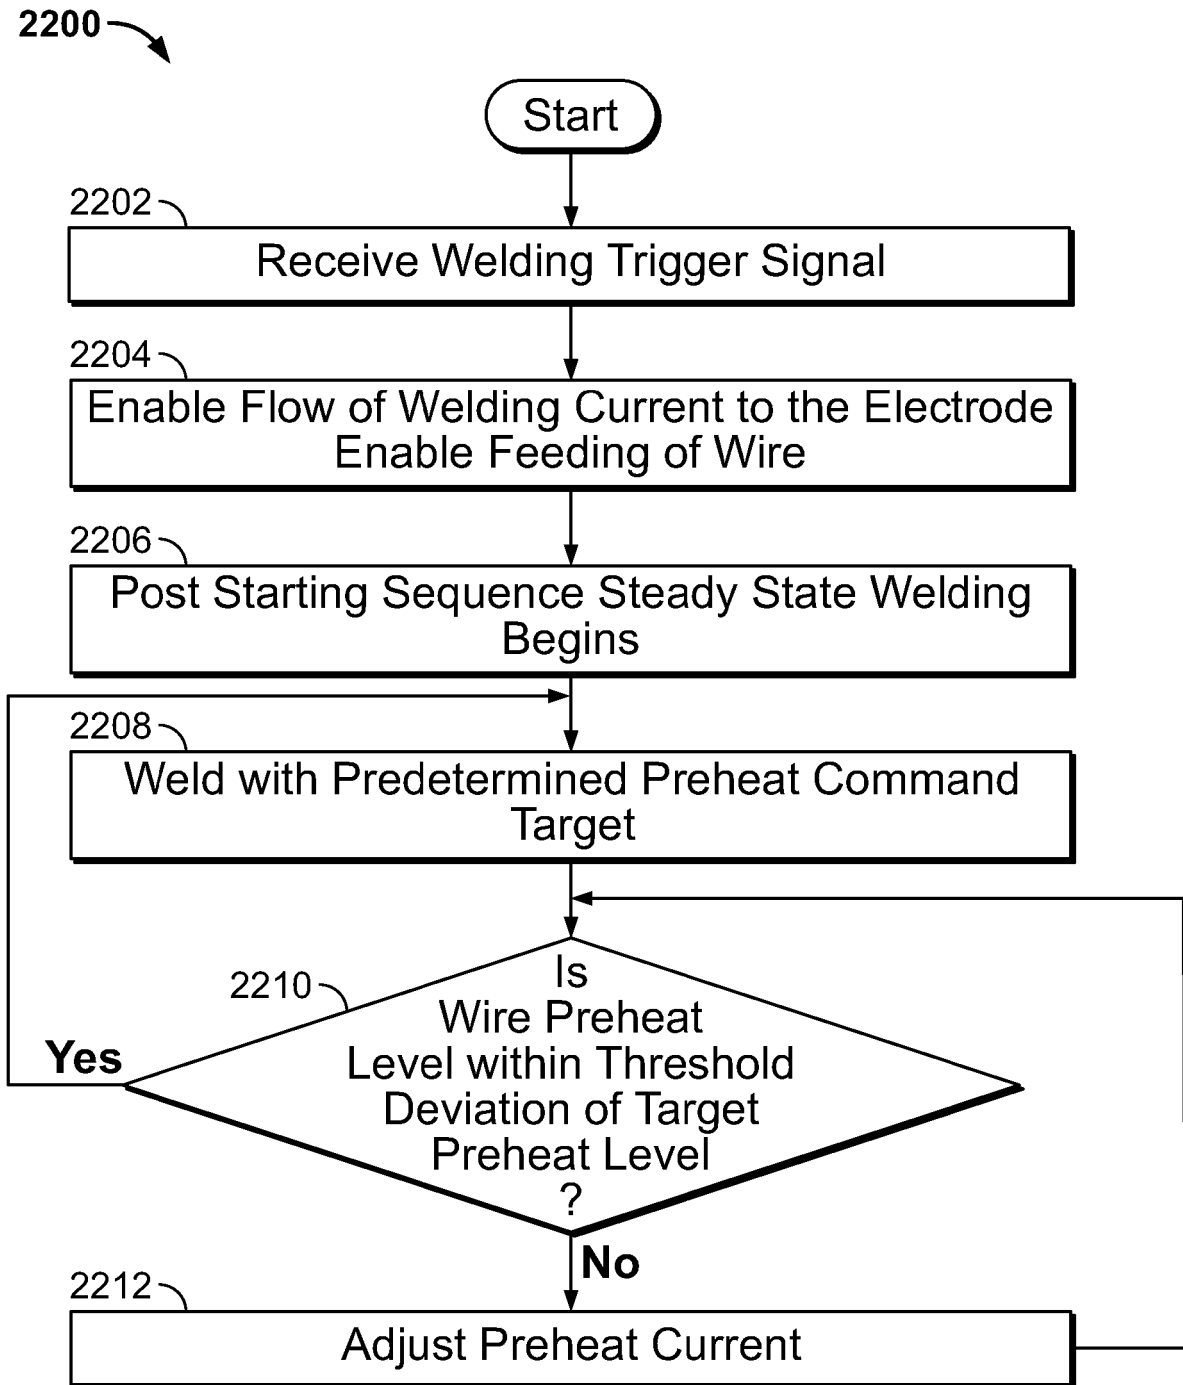 2200
Start
2202
Receive Welding Trigger Signal
2204
Enable Flow of Welding Current to the Electrode
Enable Feeding of Wire
2206
Post Starting Sequence Steady State Welding
Begins
2208
Weld with Predetermined Preheat Command
Target
2210
Is
Wire Preheat
Level within Threshold
Deviation of Target
Preheat Level
?
Yes
No
2212
Adjust Preheat Current